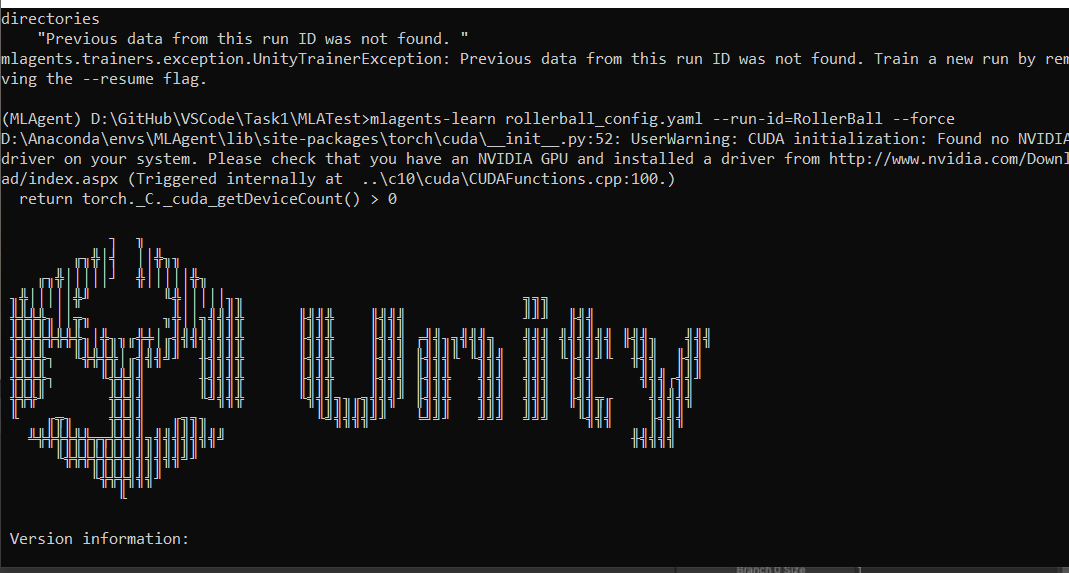 directories
"Previous data from this run ID was not found. "
mlagents.trainers.exception.UnityTrainerException: Previous data from this run ID was not found. Train a new run by rem
ving the --resume flag.
(MLAgent) D:\GitHub\VSCode\Task1\MLATest>mlagents-learn rollerball_config.yaml --run-id=RollerBall --force
D:\Anaconda\envs\MLAgent\lib\site-packages\torch\cuda\__init__.py:52: UserWarning: CUDA initialization: Found no NVIDIA
driver on your system. Please check that you have an NVIDIA GPU and installed a driver from http://www.nvidia.com/Downl
ad/index.aspx (Triggered internally at  ..\c10\cuda\CUDAFunctions.cpp:100.)
return torch._C._cuda_getDeviceCount() > 0
unity
Version information:
Branch 0 Size 1